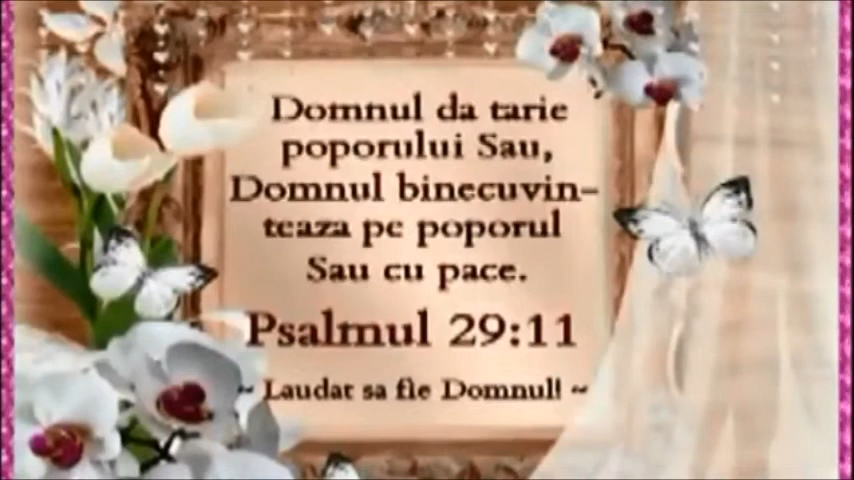 Domnul da tarie
poporului Sau,
Domnul binecuvin-
teaza pe poporul
Sau cu pace.
Psalmul 29:11
~ Laudat sa fie Domnul! ~